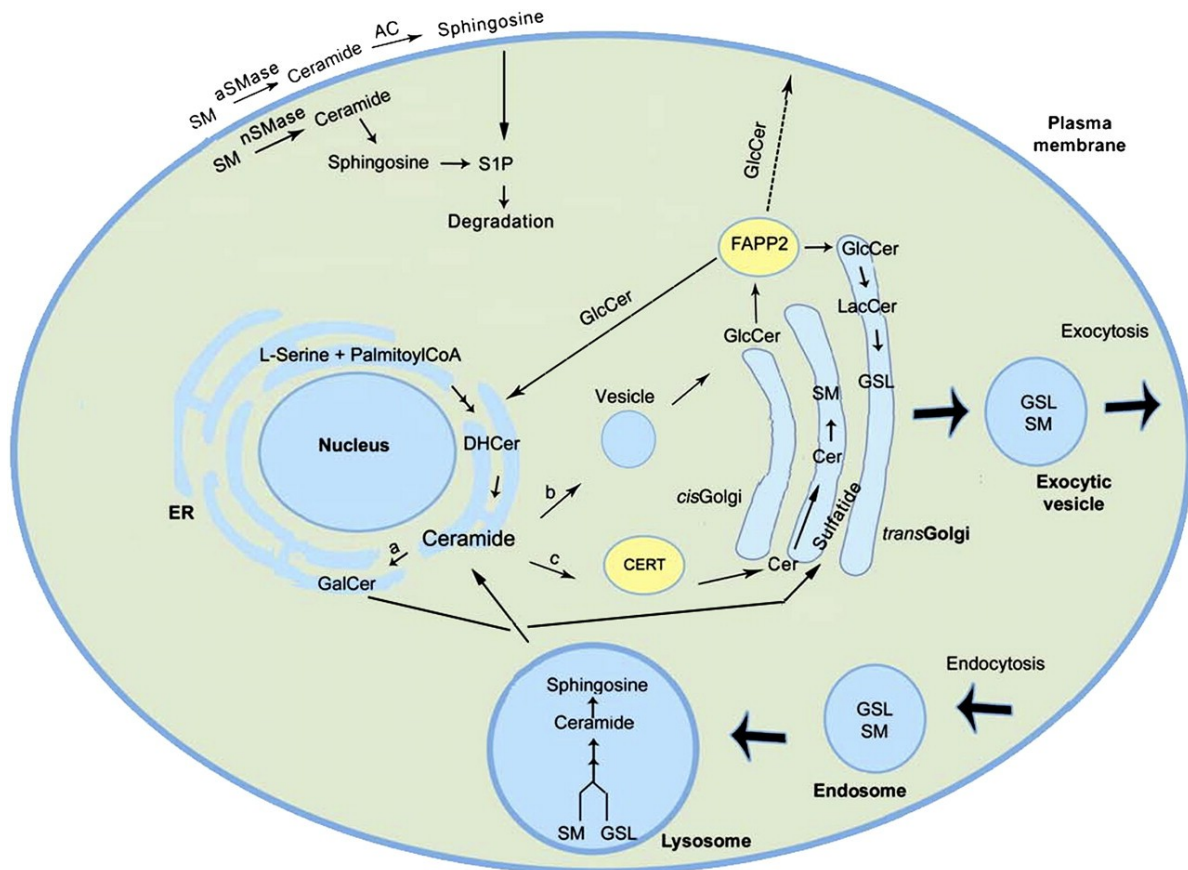 SM aSMase Ceramide AC Sphingosine
SM nSMase Ceramide
Sphingosine S1P
Degradation
Plasma
membrane
GlcCer
FAPP2
GlcCer
LacCer
GSL
GlcCer
GlcCer
Exocytosis
L-Serine + PalmitoylCoA
Vesicle
SM
Cer
GSL
SM
Nucleus
DHCer
Exocytic
vesicle
cisGolgi
Sulfatide
transGolgi
ER
b
Ceramide
a
c
CERT
Cer
GalCer
Endocytosis
Sphingosine
Ceramide
SM GSL
Lysosome
GSL
SM
Endosome